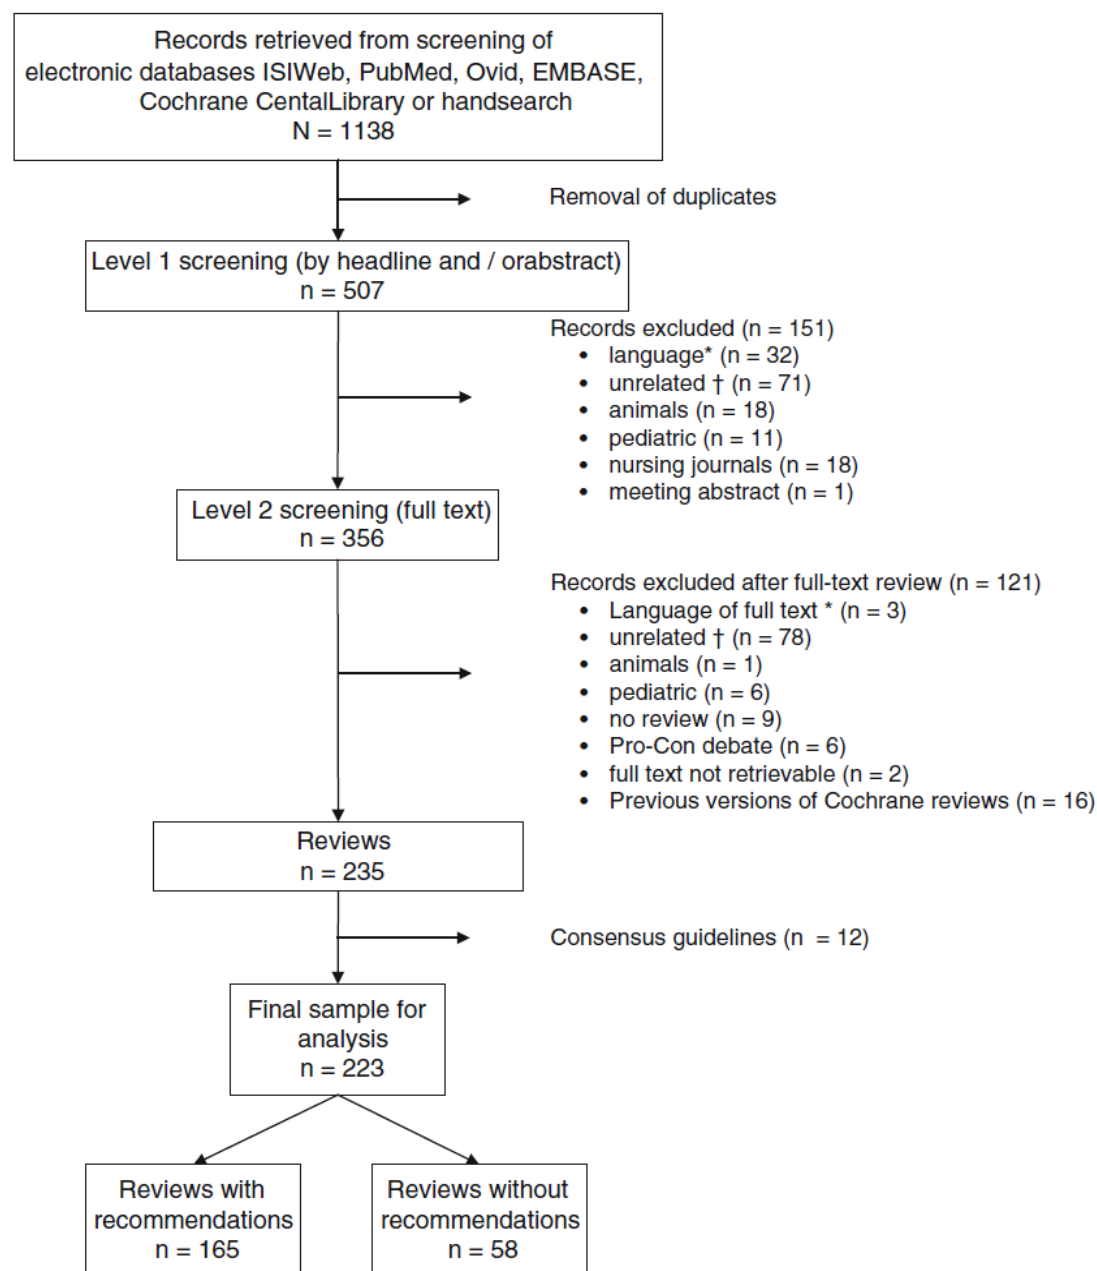 Records retrieved from screening of
electronic databases ISIWeb, PubMed, Ovid, EMBASE,
Cochrane CentalLibrary or handsearch
N = 1138
Removal of duplicates
Level 1 screening (by headline and / orabstract)
n = 507
Records excluded (n = 151)
• language* (n = 32)
• unrelated † (n = 71)
• animals (n = 18)
• pediatric (n = 11)
• nursing journals (n = 18)
• meeting abstract (n = 1)
Level 2 screening (full text)
n = 356
Records excluded after full-text review (n = 121)
• Language of full text * (n = 3)
• unrelated † (n = 78)
• animals (n = 1)
• pediatric (n = 6)
• no review (n = 9)
• Pro-Con debate (n = 6)
• full text not retrievable (n = 2)
• Previous versions of Cochrane reviews (n = 16)
Reviews
n = 235
Consensus guidelines (n  = 12)
Final sample for
analysis
n = 223
Reviews with
recommendations
n = 165
Reviews without
recommendations
n = 58